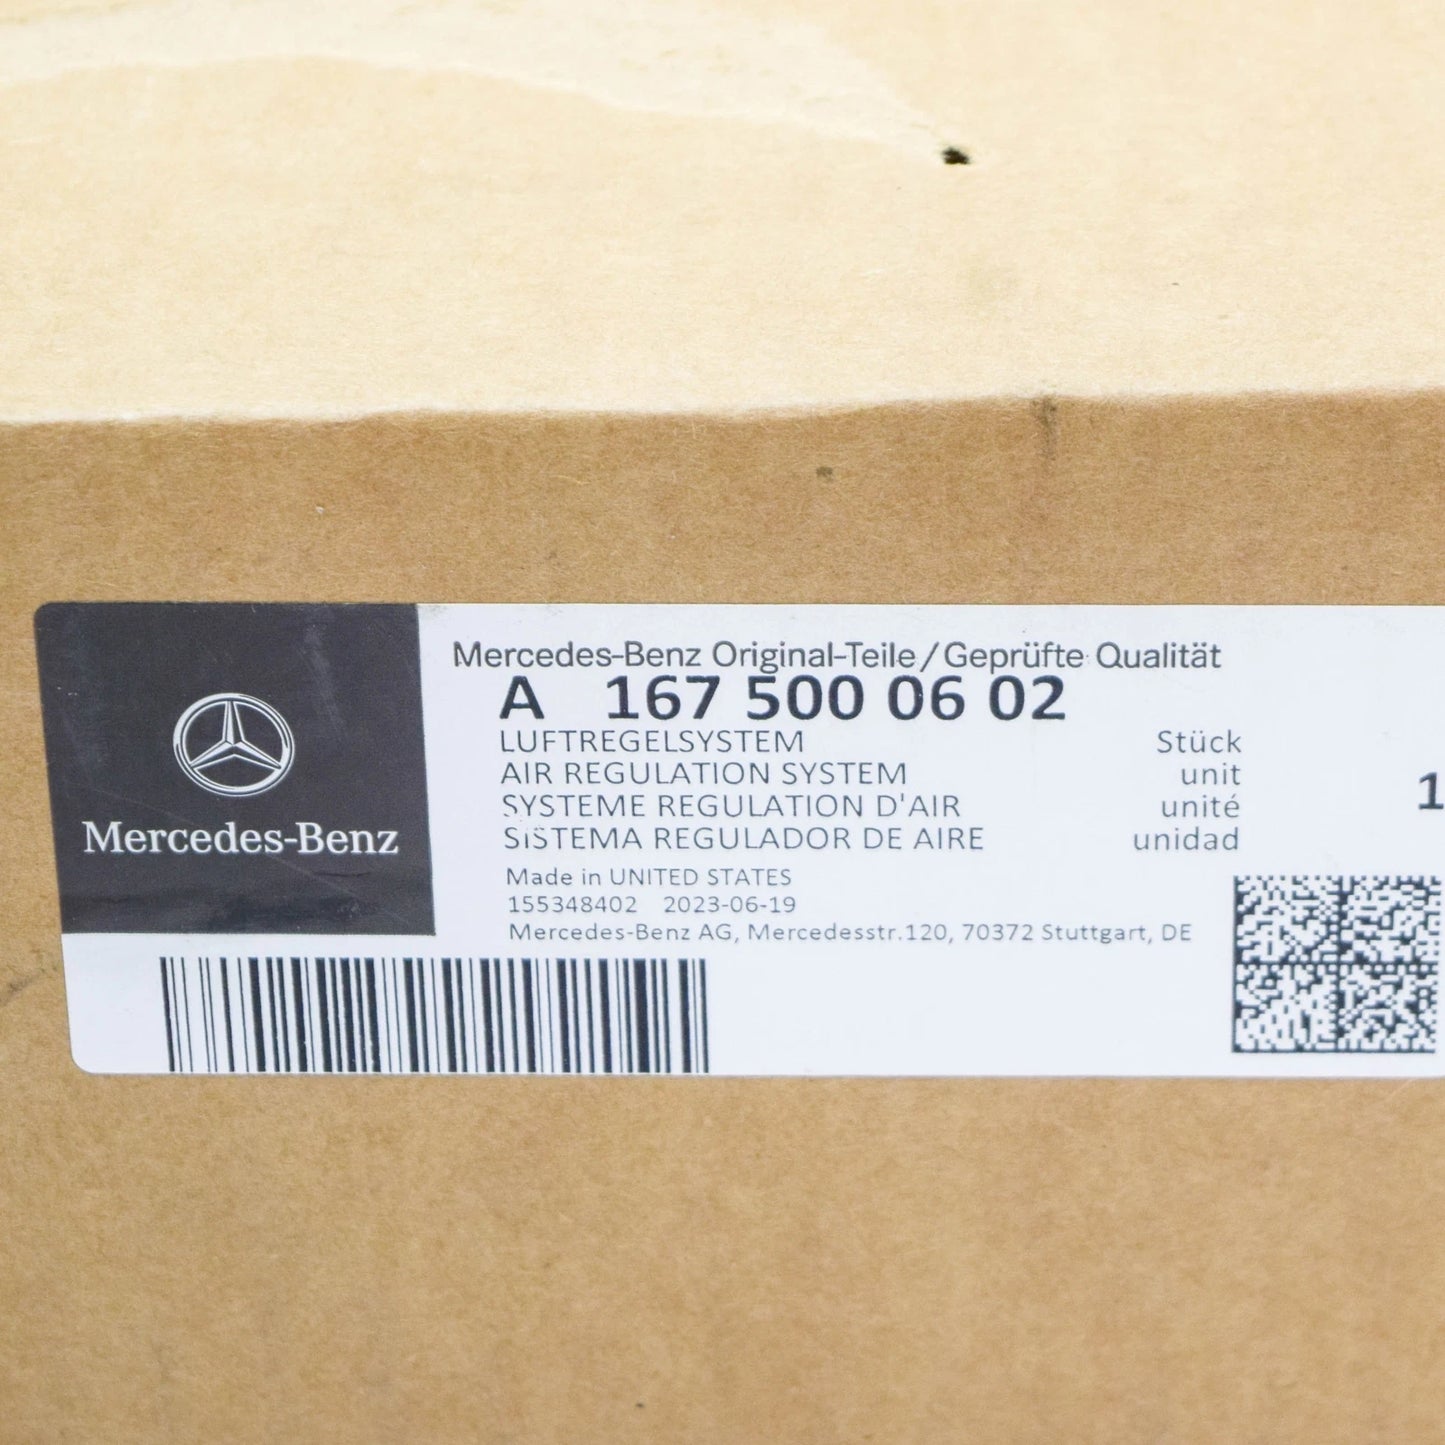 Mercedes-Benz
Mercedes-Benz Original-Teile/Geprüfte Qualität
A 167 500 06 02
LUFTREGELSYSTEM Stück
AIR REGULATION SYSTEM unit 1
SYSTEME REGULATION D'AIR unité
SISTEMA REGULADOR DE AIRE unidad
Made in UNITED STATES
155348402 2023-06-19
Mercedes-Benz AG, Mercedesstr.120, 70372 Stuttgart, DE